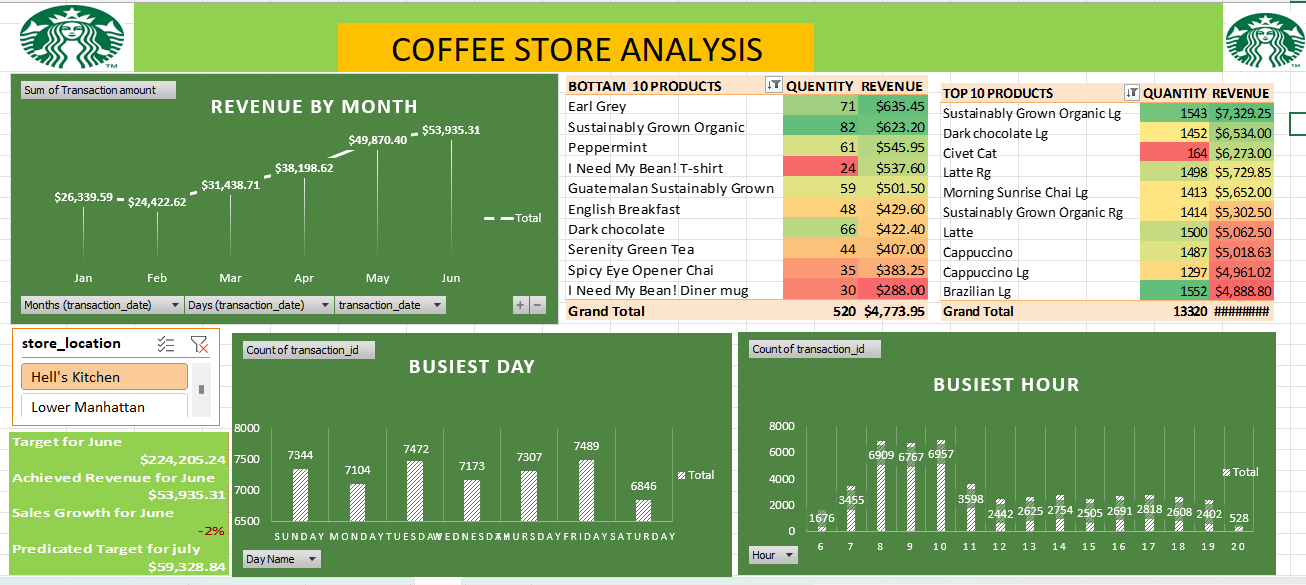 COFFEE STORE ANALYSIS
TM
TM
Sum of Transaction amount
REVENUE BY MONTH
$26,339.59
$24,422.62
$31,438.71
$38,198.62
$49,870.40
$53,935.31
Total
Jan Feb Mar Apr May Jun
Months (transaction_date) Days (transaction_date) transaction_date + -
BOTTAM 10 PRODUCTS QUENTITY REVENUE
Earl Grey 71 $635.45
Sustainably Grown Organic 82 $623.20
Peppermint 61 $545.95
I Need My Bean! T-shirt 24 $537.60
Guatemalan Sustainably Grown 59 $501.50
English Breakfast 48 $429.60
Dark chocolate 66 $422.40
Serenity Green Tea 44 $407.00
Spicy Eye Opener Chai 35 $383.25
I Need My Bean! Diner mug 30 $288.00
Grand Total 520 $4,773.95
TOP 10 PRODUCTS QUANTITY REVENUE
Sustainably Grown Organic Lg 1543 $7,329.25
Dark chocolate Lg 1452 $6,534.00
Civet Cat 164 $6,273.00
Latte Rg 1498 $5,729.85
Morning Sunrise Chai Lg 1413 $5,652.00
Sustainably Grown Organic Rg 1414 $5,302.50
Latte 1500 $5,062.50
Cappuccino 1487 $5,018.63
Cappuccino Lg 1297 $4,961.02
Brazilian Lg 1552 $4,888.80
Grand Total 13320 ########
store_location
Hell's Kitchen
Lower Manhattan
Target for June
$224,205.24
Achieved Revenue for June
$53,935.31
Sales Growth for June
-2%
Predicated Target for july
$59,328.84
Count of transaction_id
BUSIEST DAY
8000
7500
7000
6500
7344 7104 7472 7173 7307 7489 6846
Total
SUNDAY MONDAY TUESDAY WEDNESDAY THURSDAY FRIDAY SATURDAY
Day Name
Count of transaction_id
BUSIEST HOUR
8000
6000
4000
2000
0
1676 3455 6909 6767 6957 3598 2442 2625 2754 2505 2691 2818 2608 2402 528
Total
6 7 8 9 10 11 12 13 14 15 16 17 18 19 20
Hour